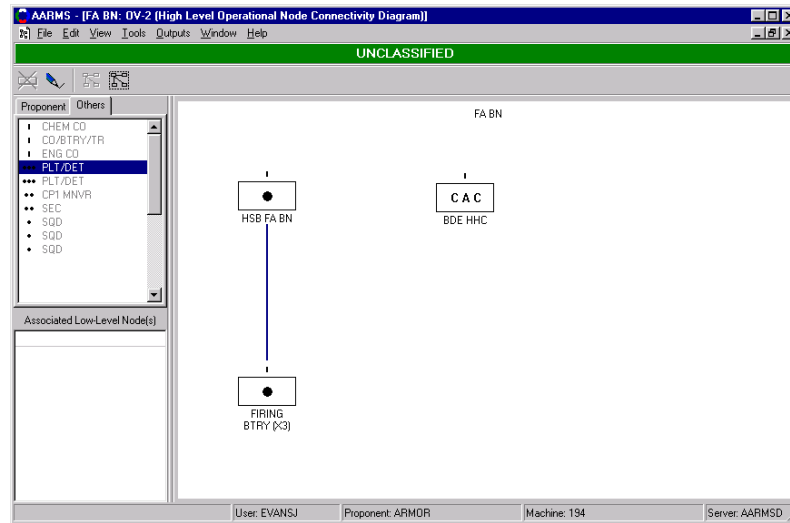 AARMS - [FA BN: OV-2 (High Level Operational Node Connectivity Diagram)]
File Edit View Tools Outputs Window Help
UNCLASSIFIED
Proponent Others
CHEM CO
CO/BTRY/TR
ENG CO
PLT/DET
PLT/DET
CP1 MNVR
SEC
SQD
SQD
SQD
Associated Low-Level Node(s)
FA BN
HSB FA BN
CAC
BDE HHC
FIRING
BTRY (X3)
User: EVANSJ Proponent: ARMOR Machine: 194 Server: AARMSD